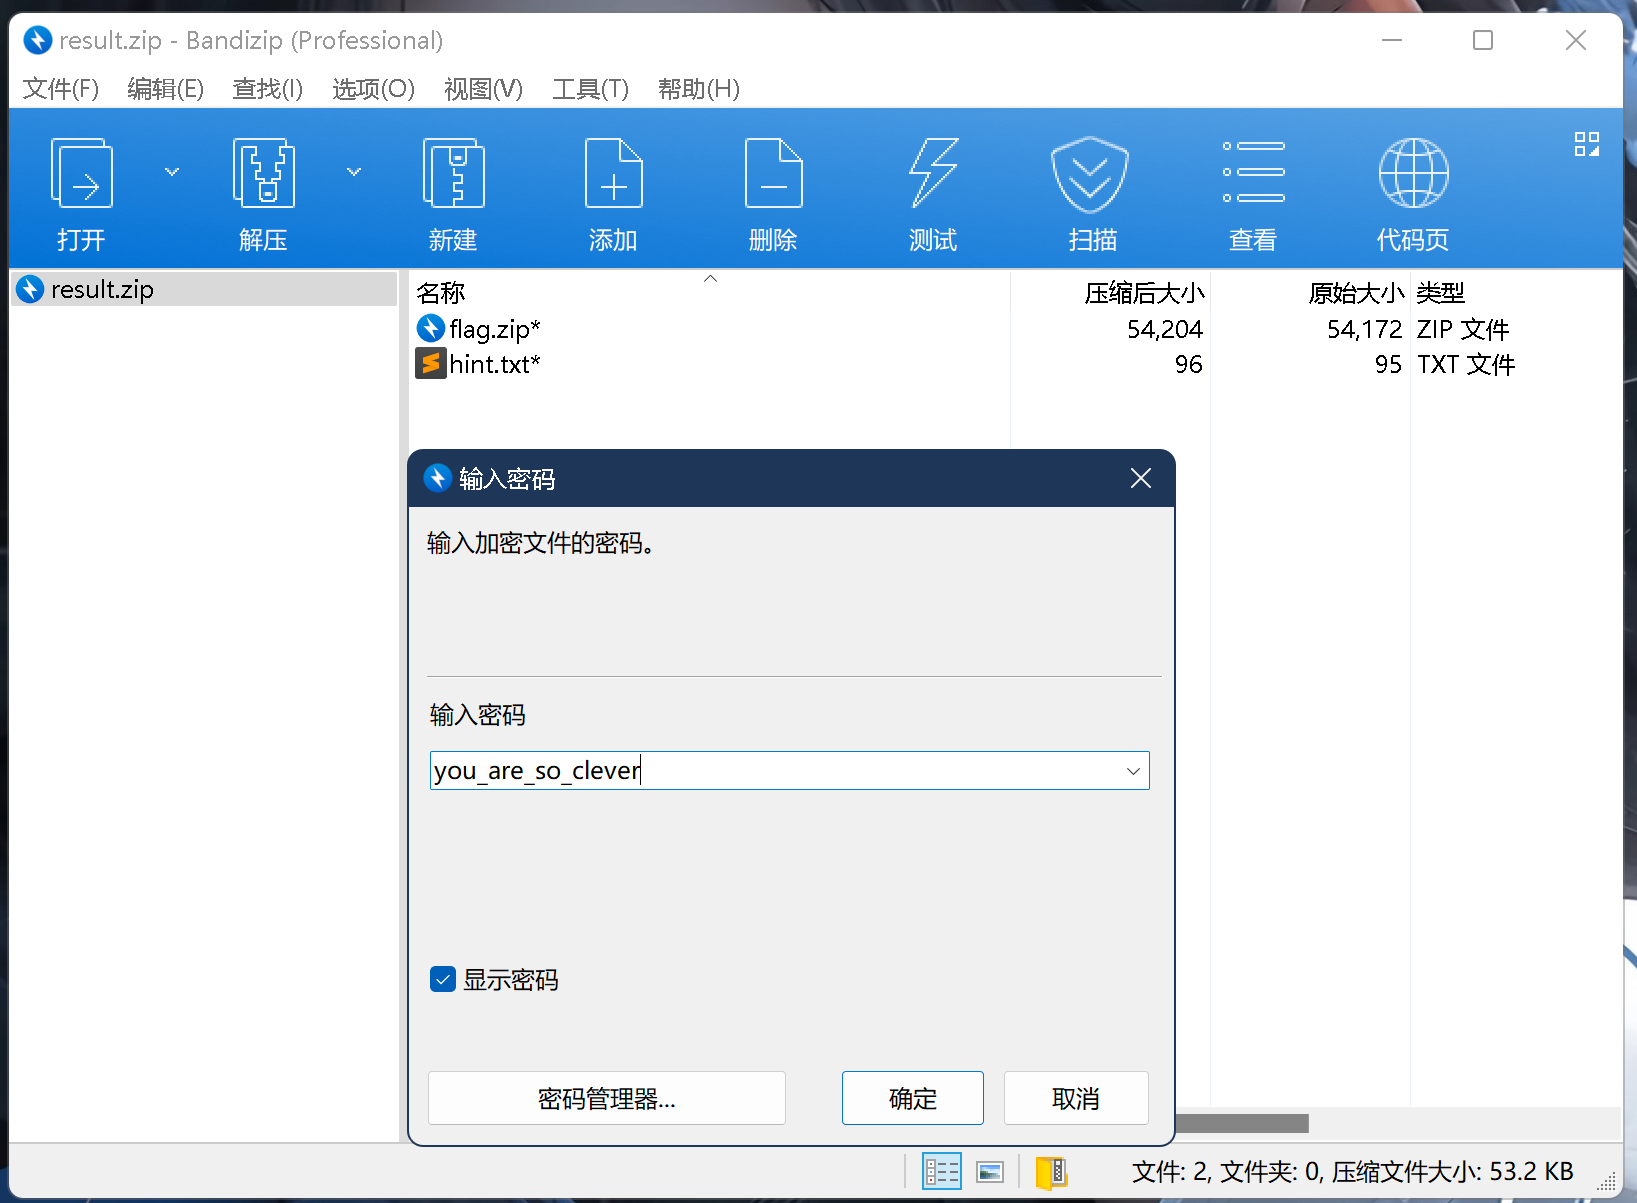 result.zip - Bandizip (Professional)
文件(F) 编辑(E) 查找(I) 选项(O) 视图(V) 工具(T) 帮助(H)
打开 解压 新建 添加 删除 测试 扫描 查看 代码页
result.zip
名称 压缩后大小 原始大小 类型
flag.zip* 54,204 54,172 ZIP 文件
hint.txt* 96 95 TXT 文件
输入密码
输入加密文件的密码。
输入密码
you_are_so_clever
显示密码
密码管理器... 确定 取消
文件: 2, 文件夹: 0, 压缩文件大小: 53.2 KB